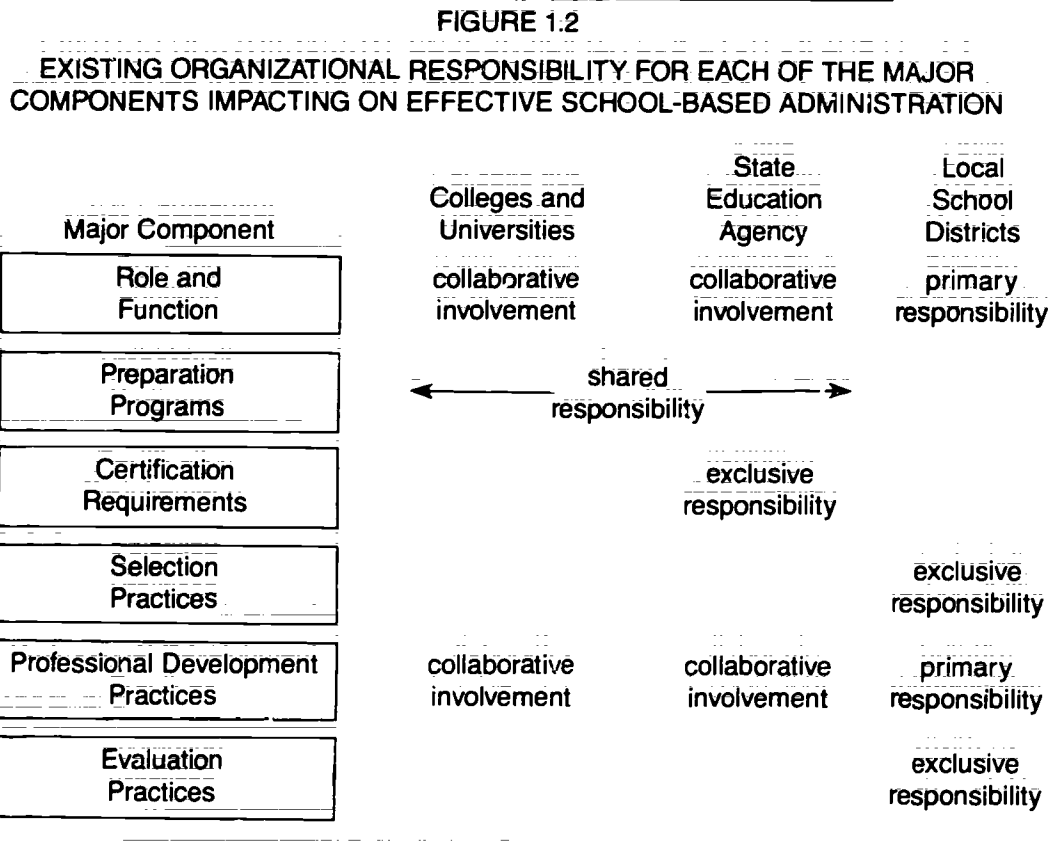 FIGURE 1.2
EXISTING ORGANIZATIONAL RESPONSIBILITY FOR EACH OF THE MAJOR
COMPONENTS IMPACTING ON EFFECTIVE SCHOOL-BASED ADMINISTRATION
Major Component
Colleges and
Universities
State
Education
Agency
Local
School
Districts
Role and
Function
collaborative
involvement
collaborative
involvement
primary
responsibility
Preparation
Programs
shared
responsibility
Certification
Requirements
exclusive
responsibility
Selection
Practices
exclusive
responsibility
Professional Development
Practices
collaborative
involvement
collaborative
involvement
primary
responsibility
Evaluation
Practices
exclusive
responsibility